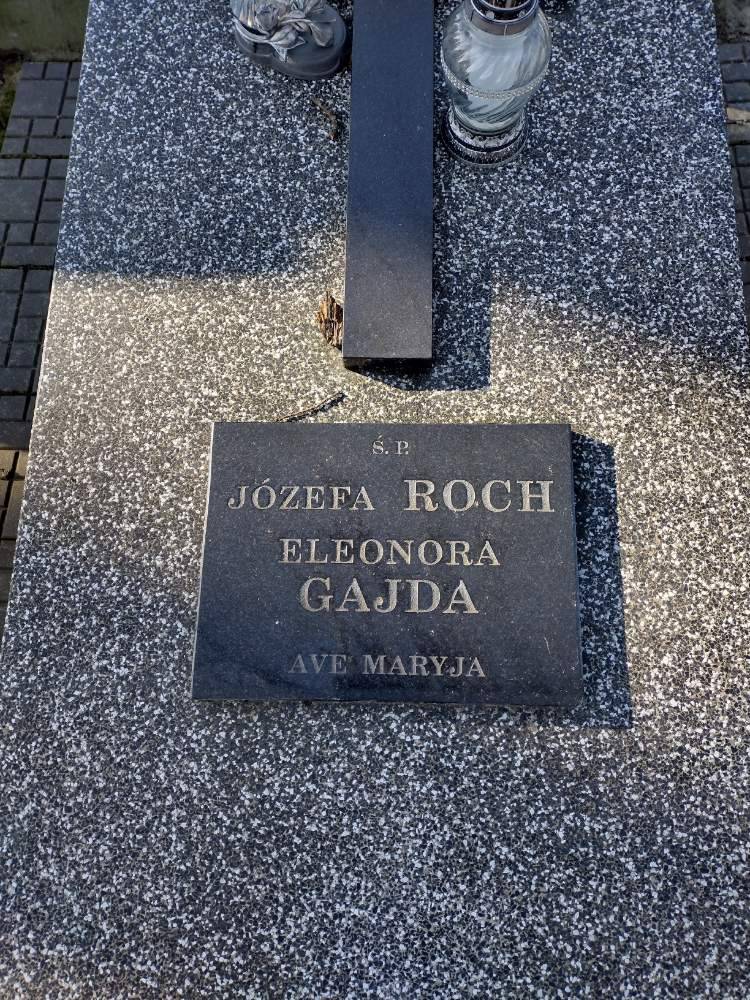 Ś. P.
JÓZEFA ROCH
ELEONORA
GAJDA
AVE MARYJA